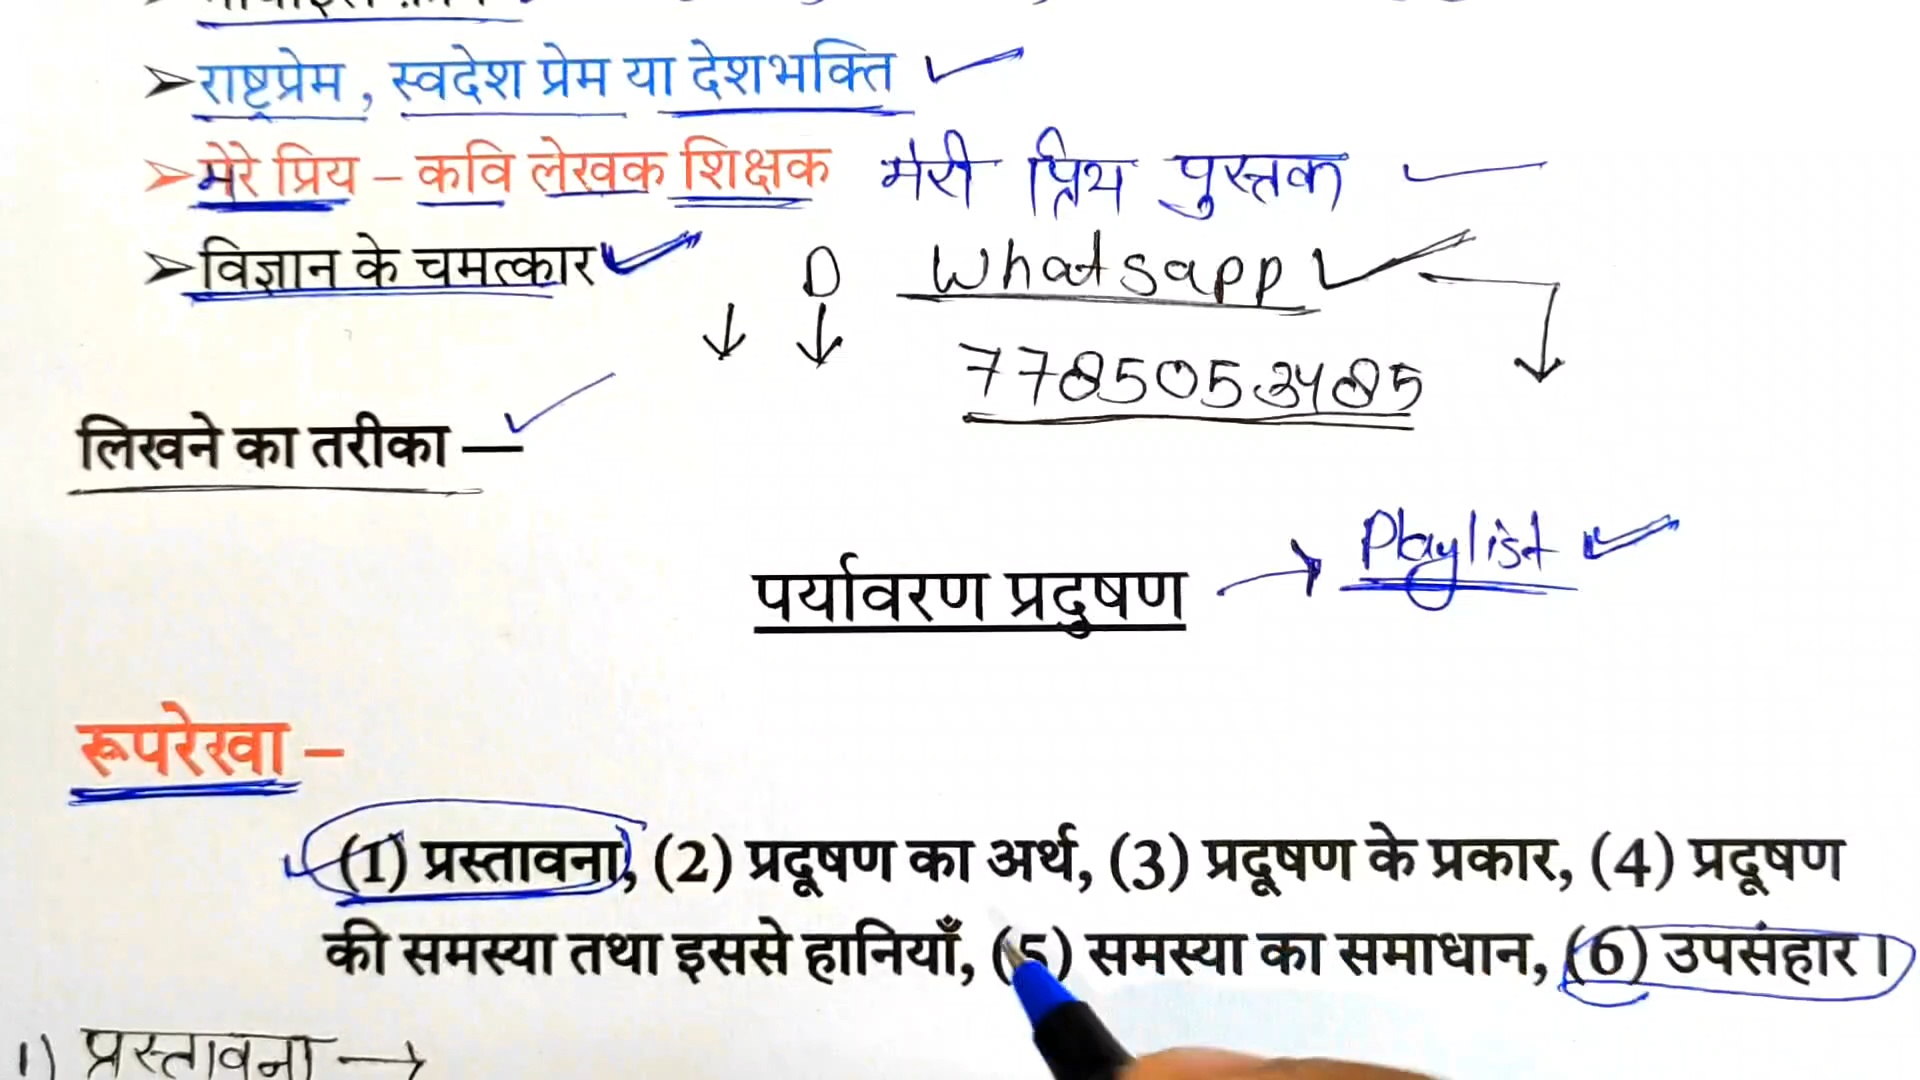 ➢राष्ट्रप्रेम , स्वदेश प्रेम या देशभक्ति
➢मेरे प्रिय – कवि लेखक शिक्षक मेरी प्रिय पुस्तक
➢विज्ञान के चमत्कार D Whatsapp
7785053485
लिखने का तरीका —
पर्यावरण प्रदुषण → Playlist
रूपरेखा –
(1) प्रस्तावना, (2) प्रदूषण का अर्थ, (3) प्रदूषण के प्रकार, (4) प्रदूषण
की समस्या तथा इससे हानियाँ, (5) समस्या का समाधान, (6) उपसंहार।
1) प्रस्तावना →